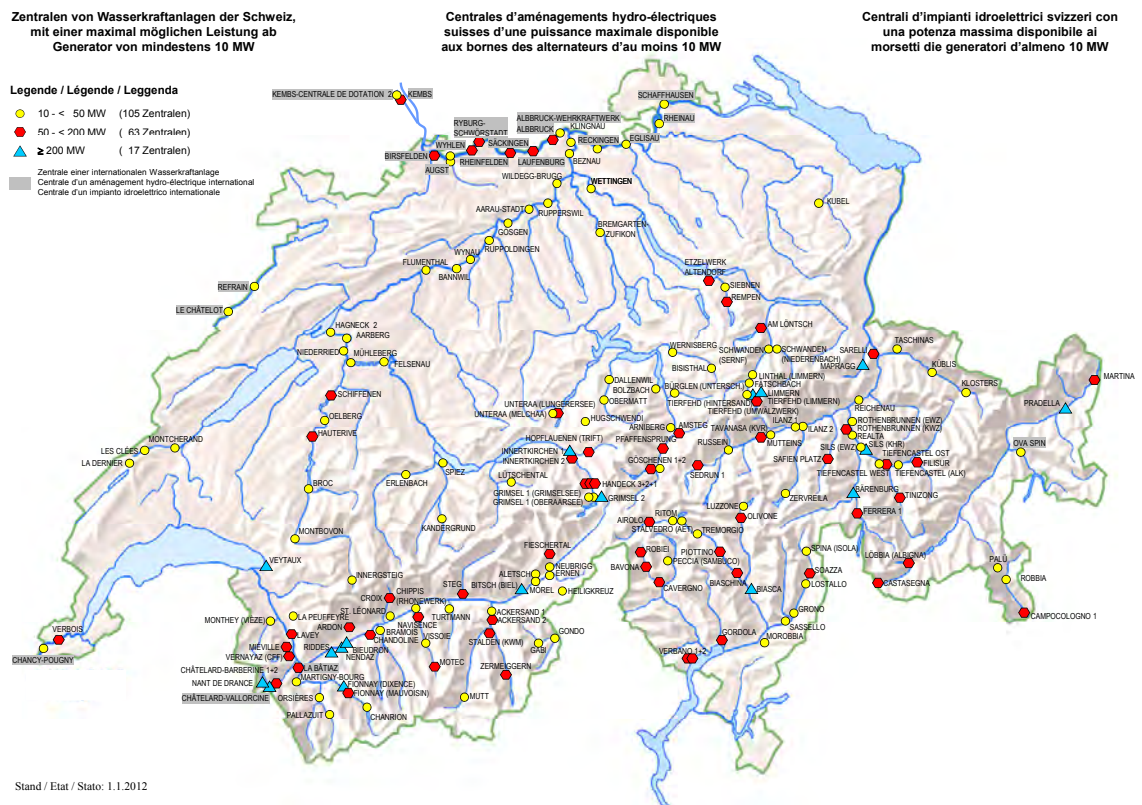 Zentralen von Wasserkraftanlagen der Schweiz,
mit einer maximal möglichen Leistung ab
Generator von mindestens 10 MW
Centrales d'aménagements hydro-électriques
suisses d'une puissance maximale disponible
aux bornes des alternateurs d'au moins 10 MW
Centrali d'impianti idroelettrici svizzeri con
una potenza massima disponibile ai
morsetti die generatori d'almeno 10 MW
Legende / Légende / Leggenda
10 - < 50 MW (105 Zentralen)
50 - < 200 MW ( 63 Zentralen)
≥ 200 MW ( 17 Zentralen)
Zentrale einer internationalen Wasserkraftanlage
Centrale d'un aménagement hydro-électrique international
Centrale d'un impianto idroelettrico internationale
KEMBS-CENTRALE DE DOTATION 2
KEMBS
SCHAFFHAUSEN
RHEINAU
ALBBRUCK-WEHRKRAFTWERK
ALBBRUCK
KLINGNAU
RYBURG-
SCHWÖRSTADT
SÄCKINGEN
RECKINGEN
EGLISAU
WYHLEN
BIRSFELDEN
RHEINFELDEN
LAUFENBURG
BEZNAU
AUGST
WILDEGG-BRUGG
WETTINGEN
KUBEL
AARAU-STADT
RUPPERSWIL
BREMGARTEN-
ZUFIKON
GÖSGEN
RUPPOLDINGEN
WYNAU
FLUMENTHAL
BANNWIL
ETZELWERK
ALTENDORF
SIEBNEN
REMPEN
REFRAIN
LE CHÂTELOT
HAGNECK 2
AARBERG
NIEDERRIED
MÜHLEBERG
FELSENAU
AM LÖNTSCH
WERNISBERG
SCHWANDEN
(SERNF)
SCHWANDEN
(NIEDERENBACH)
SARELLI
MAPRAGG
TASCHINAS
KÜBLIS
KLOSTERS
MARTINA
PRADELLA
BISISTHAL
LINTHAL (LIMMERN)
FÄTSCHBACH
LIMMERN
TIERFEHD (LIMMERN)
TIERFEHD (HINTERSAND)
TIERFEHD (UMWÄLZWERK)
DALLENWIL
BOLZBACH
BÜRGLEN (UNTERSCH.)
OBERMATT
SCHIFFENEN
UNTERAA (LUNGERERSEE)
UNTERAA (MELCHAA)
HUGSCHWENDI
ARNIBERG
AMSTEG
TAVANASA (KVR)
ILANZ 1
ILANZ 2
REICHENAU
ROTHENBRUNNEN (EWZ)
ROTHENBRUNNEN (KWZ)
REALTA
OELBERG
HAUTERIVE
MONTCHERAND
LES CLÉES
LA DERNIER
HOPFLAUENEN (TRIFT)
INNERTKIRCHEN 1
INNERTKIRCHEN 2
PFAFFENSPRUNG
RUSSEIN
MUTTEINS
SILS (EWZ)
SILS (KHR)
TIEFENCASTEL OST
FILISUR
TIEFENCASTEL WEST
TIEFENCASTEL (ALK)
OVA SPIN
SPIEZ
ERLENBACH
LÜTSCHENTAL
GÖSCHENEN 1+2
SEDRUN 1
SAFIEN PLATZ
HANDECK 3+2+1
GRIMSEL 1 (GRIMSELSEE)
GRIMSEL 1 (OBERAARSEE)
GRIMSEL 2
BROC
ZERVREILA
BÄRENBURG
TINIZONG
KANDERGRUND
MONTBOVON
LUZZONE
OLIVONE
AIROLO
RITOM
STALVEDRO (AET)
TREMORGIO
FERRERA 1
VEYTAUX
FIESCHERTAL
ROBIEI
PIOTTINO
PECCIA (SAMBUCO)
SPINA (ISOLA)
LÖBBIA (ALBIGNA)
PALÜ
ROBBIA
INNERGSTEIG
STEG
BITSCH (BIEL)
ALETSCH
NEUBRIGG
ERNEN
MÖREL
HEILIGKREUZ
BAVONA
CAVERGNO
BIASCHINA
BIASCA
SOAZZA
LOSTALLO
CASTASEGNA
CAMPOCOLOGNO 1
CHIPPIS
(RHONEWERK)
CROIX
ST. LÉONARD
NAVISENCE
TURTMANN
ACKERSAND 1
ACKERSAND 2
GRONO
SASSELLO
MONTHEY (VIÈZE)
LA PEUFFEYRE
LAVEY
ARDON
BRAMOIS
CHANDOLINE
VISSOIE
STALDEN (KWM)
GONDO
GABI
GORDOLA
MOROBBIA
VERBOIS
CHANCY-POUGNY
MIÉVILLE
VERNAYAZ (CFF)
RIDDES
BIEUDRON
NENDAZ
MOTEC
ZERMEIGGERN
VERBANO 1+2
CHÂTELARD-BARBERINE 1+2
LA BÂTIAZ
MARTIGNY-BOURG
NANT DE DRANCE
CHÂTELARD-VALLORCINE
ORSIÈRES
FIONNAY (DIXENCE)
FIONNAY (MAUVOISIN)
MUTT
PALLAZUIT
CHANRION
Stand / Etat / Stato: 1.1.2012